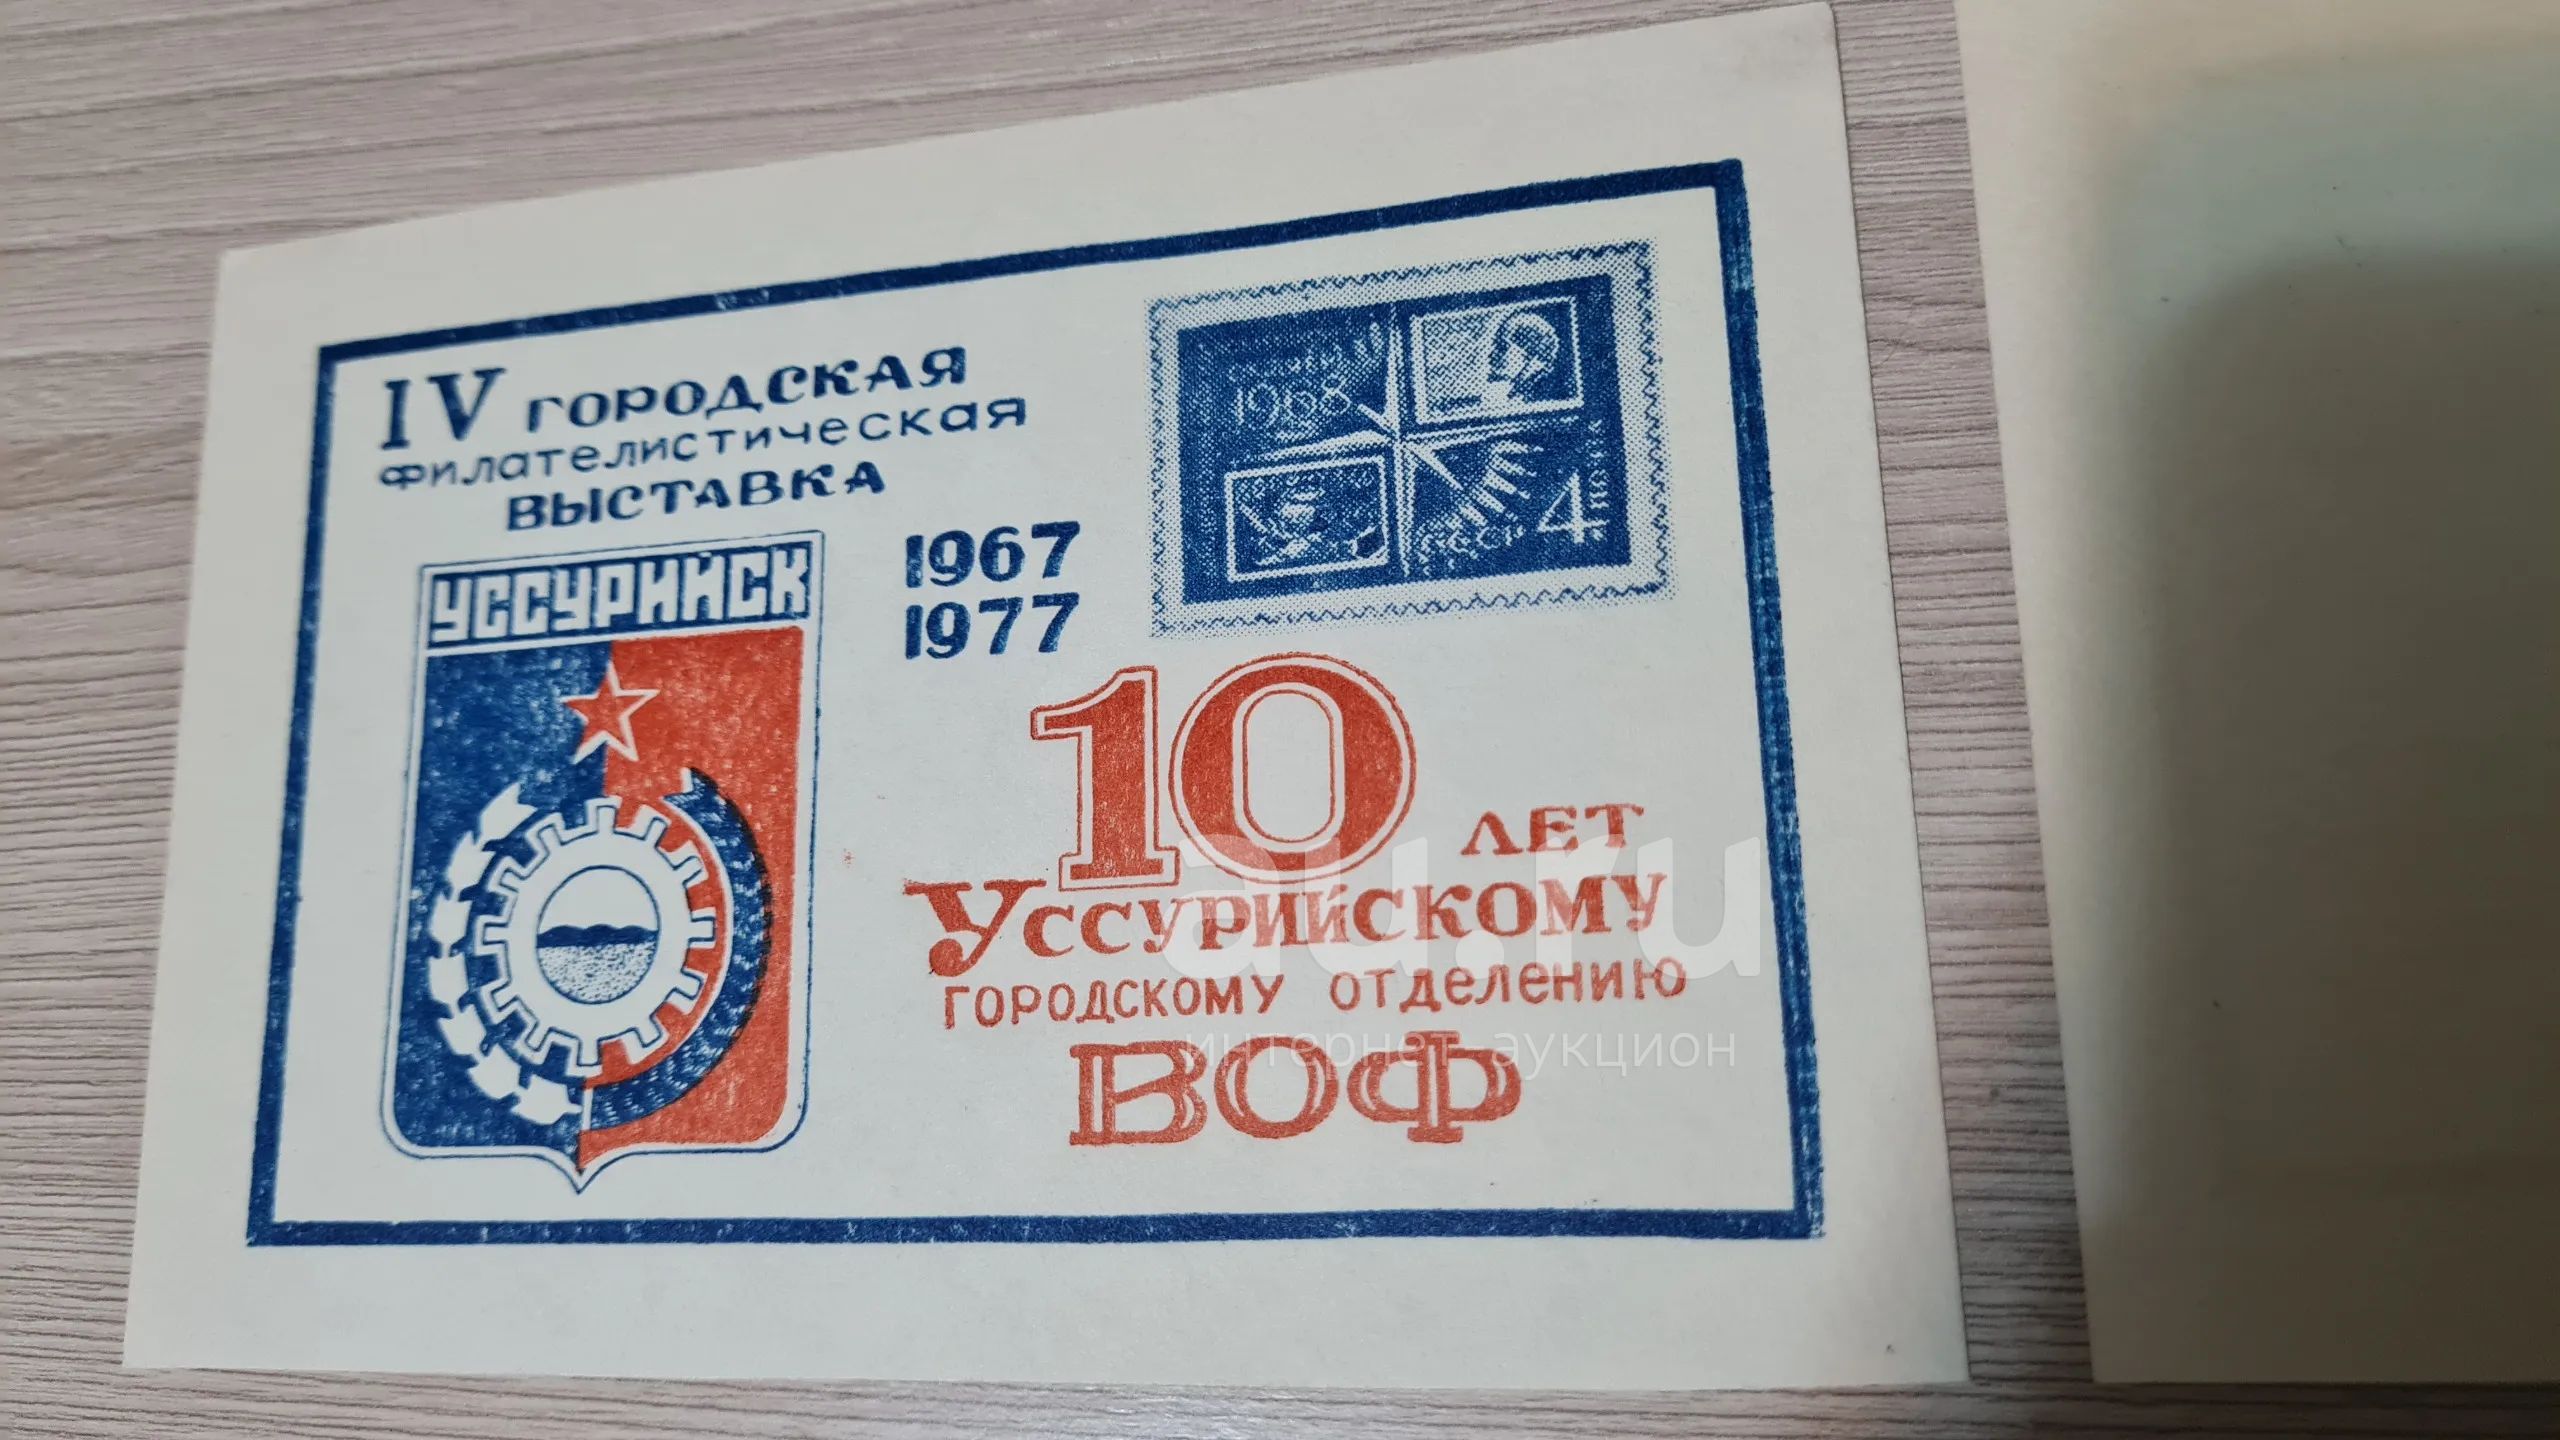 IV ГОРОДСКАЯ
филателистическая
ВЫСТАВКА
УССУРИЙСК
1967
1977
1968
4
10 ЛЕТ
УССУРИЙСКОМУ
ГОРОДСКОМУ ОТДЕЛЕНИЮ
ВОФ
au.ru
интернет-аукцион